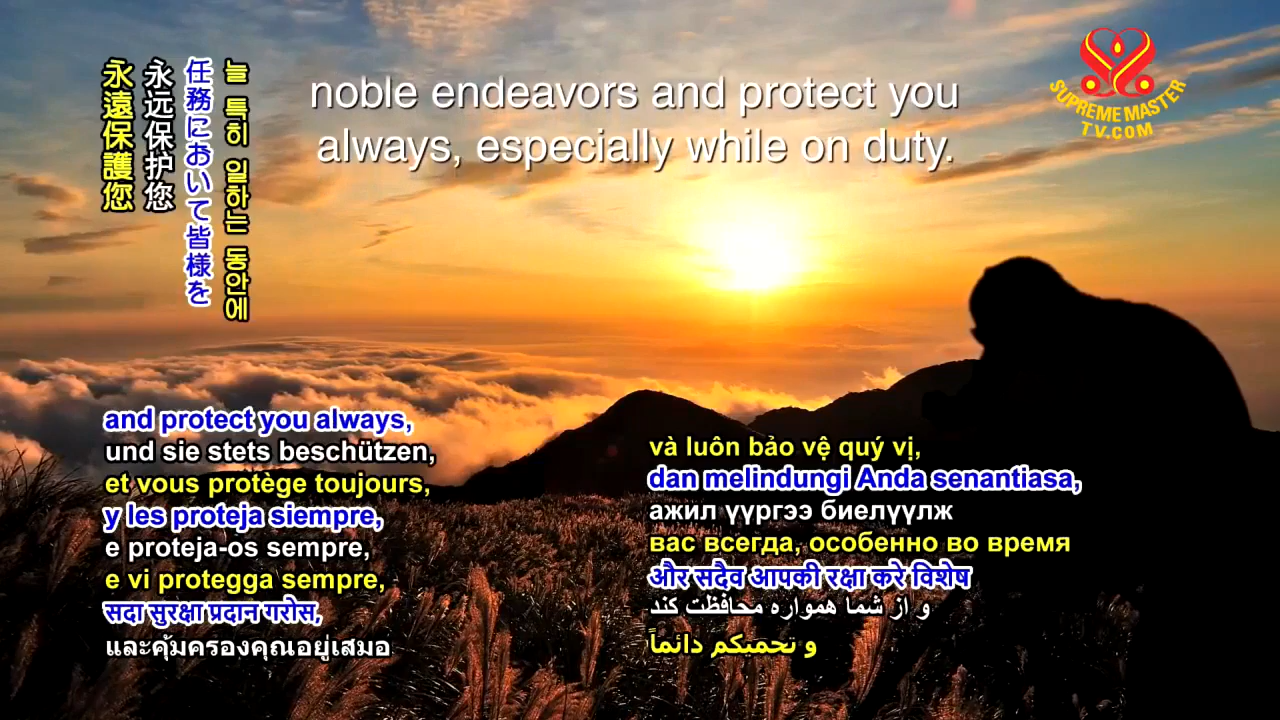 noble endeavors and protect you
always, especially while on duty.
SUPREME MASTER
TV.COM
永遠保護您
永远保护您
任務において皆様を
늘 특히 일하는 동안에
and protect you always,
und sie stets beschützen,
et vous protège toujours,
y les proteja siempre,
e proteja-os sempre,
e vi protegga sempre,
सदा सुरक्षा प्रदान गरोस,
และคุ้มครองคุณอยู่เสมอ
và luôn bảo vệ quý vị,
dan melindungi Anda senantiasa,
ажил үүргээ биелүүлж
вас всегда, особенно во время
और सदैव आपकी रक्षा करे विशेष
و از شما همواره محافظت کند
و تحميكم دائماً